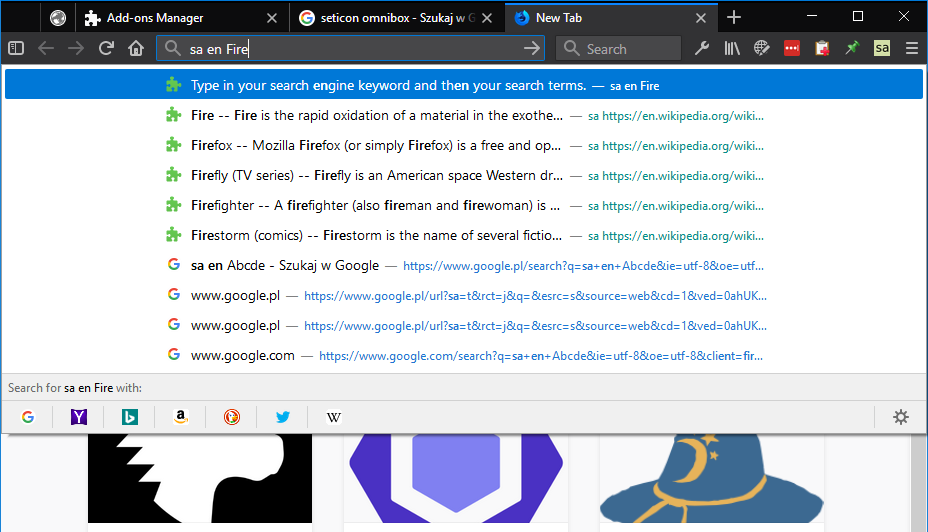 Add-ons Manager
seticon omnibox - Szukaj w G
New Tab
sa en Fire
Search
sa
Type in your search engine keyword and then your search terms. — sa en Fire
Fire -- Fire is the rapid oxidation of a material in the exothe... — sa https://en.wikipedia.org/wiki...
Firefox -- Mozilla Firefox (or simply Firefox) is a free and op... — sa https://en.wikipedia.org/wiki...
Firefly (TV series) -- Firefly is an American space Western dr... — sa https://en.wikipedia.org/wiki...
Firefighter -- A firefighter (also fireman and firewoman) is ... — sa https://en.wikipedia.org/wiki...
Firestorm (comics) -- Firestorm is the name of several fictio... — sa https://en.wikipedia.org/wiki...
sa en Abcde - Szukaj w Google — https://www.google.pl/search?q=sa+en+Abcde&ie=utf-8&oe=utf...
www.google.pl — https://www.google.pl/url?sa=t&rct=j&q=&esrc=s&source=web&cd=1&ved=0ahUK...
www.google.pl — https://www.google.pl/url?sa=t&rct=j&q=&esrc=s&source=web&cd=1&ved=0ahUK...
www.google.com — https://www.google.com/search?q=sa+en+Abcde&ie=utf-8&oe=utf-8&client=fir...
Search for sa en Fire with: